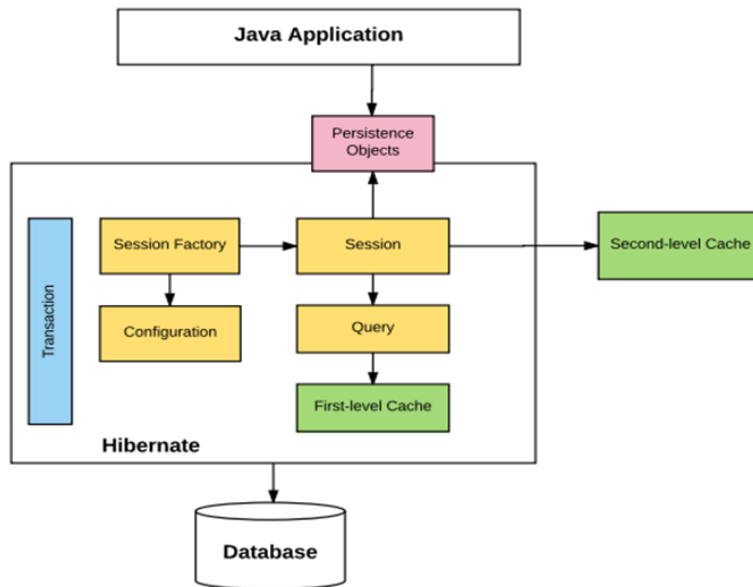 Java Application
Persistence
Objects
Session Factory
Session
Second-level Cache
Transaction
Configuration
Query
First-level Cache
Hibernate
Database